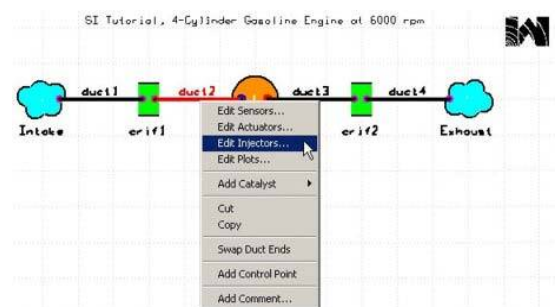 SI Tutorial, 4-Cylinder Gasoline Engine at 6000 rpm
duct1 duct2 duct3 duct4
Intake orif1 orif2 Exhaust
Edit Sensors...
Edit Actuators...
Edit Injectors...
Edit Plots...
Add Catalyst
Cut
Copy
Swap Duct Ends
Add Control Point
Add Comment...